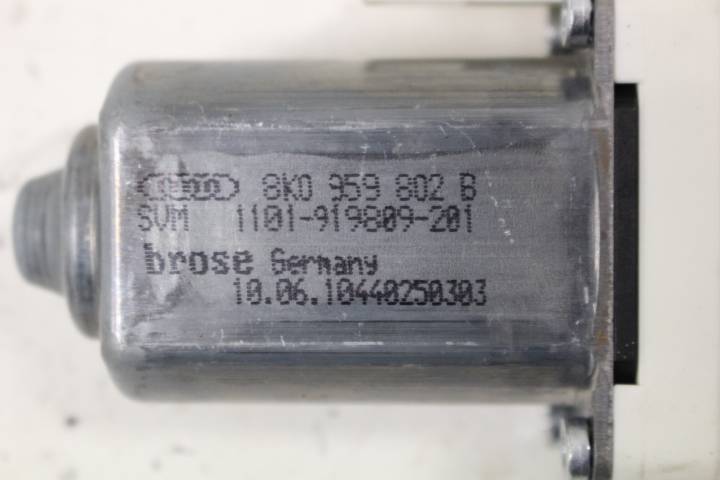 8K0 959 802 B
SVM 1101-919809-201
brose Germany
10.06.10440250303